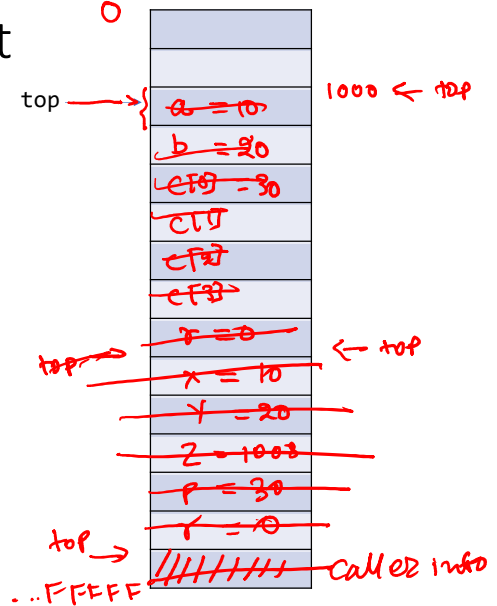 0
t
top
1000 ← top
a = 10
b = 20
c[0] = 30
c[1]
c[2]
c[3]
r = 0
top
← top
x = 10
Y = 20
Z = 1008
P = 30
r = 0
top
caller info
...FFFFF